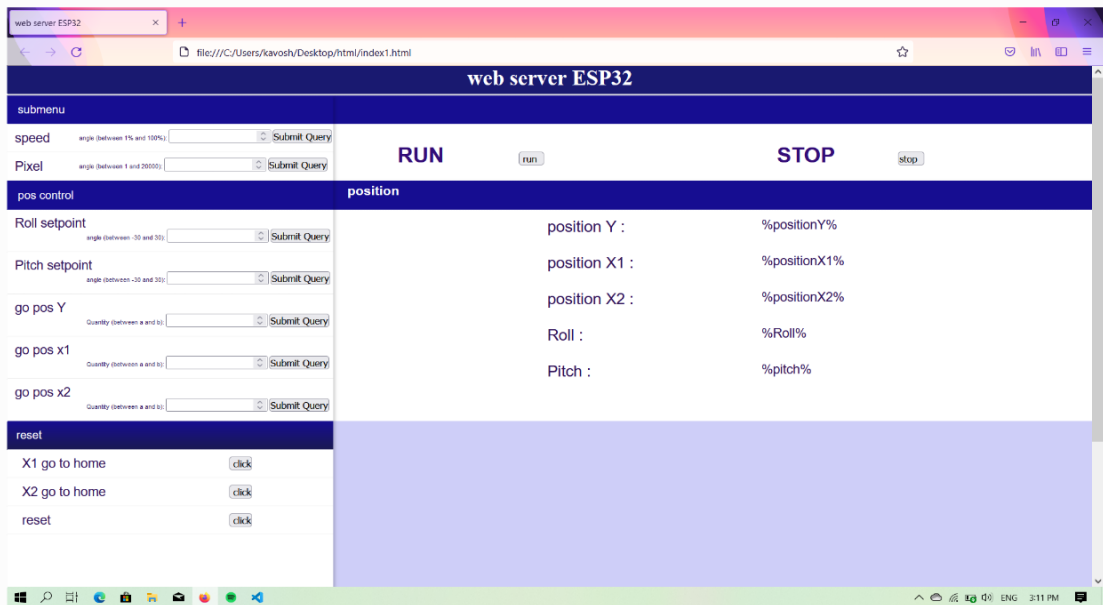 web server ESP32
file:///C:/Users/kavosh/Desktop/html/index1.html
web server ESP32
submenu
speed angle (between 1% and 100%): Submit Query
Pixel angle (between 1 and 20000): Submit Query
RUN run STOP stop
pos control
Roll setpoint
angle (between -30 and 30): Submit Query
Pitch setpoint
angle (between -30 and 30): Submit Query
go pos Y
Quantity (between a and b): Submit Query
go pos x1
Quantity (between a and b): Submit Query
go pos x2
Quantity (between a and b): Submit Query
position
position Y : %positionY%
position X1 : %positionX1%
position X2 : %positionX2%
Roll : %Roll%
Pitch : %pitch%
reset
X1 go to home click
X2 go to home click
reset click
ENG 3:11 PM